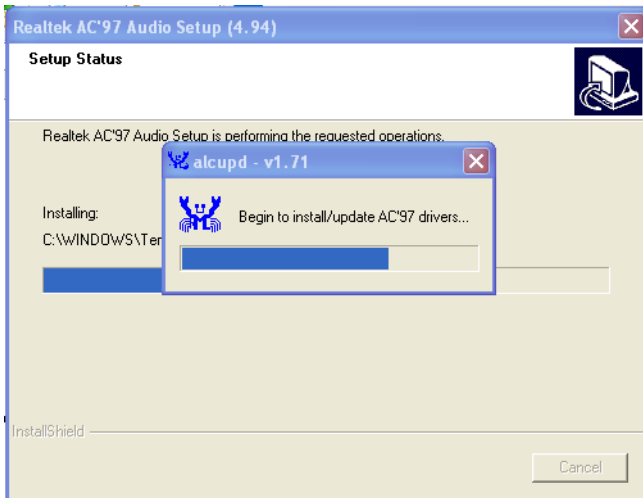 Realtek AC'97 Audio Setup (4.94)
Setup Status
Realtek AC'97 Audio Setup is performing the requested operations.
alcupd - v1.71
Begin to install/update AC'97 drivers...
Installing:
C:\WINDOWS\Ter
InstallShield
Cancel